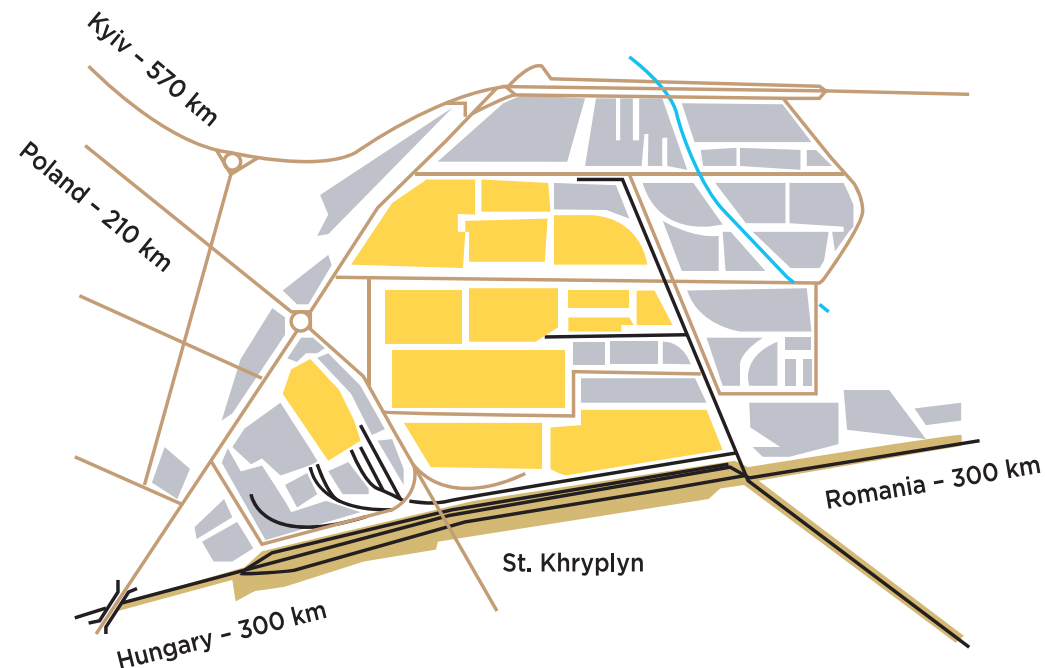 Kyiv – 570 km
Poland – 210 km
Romania – 300 km
St. Khryplyn
Hungary – 300 km